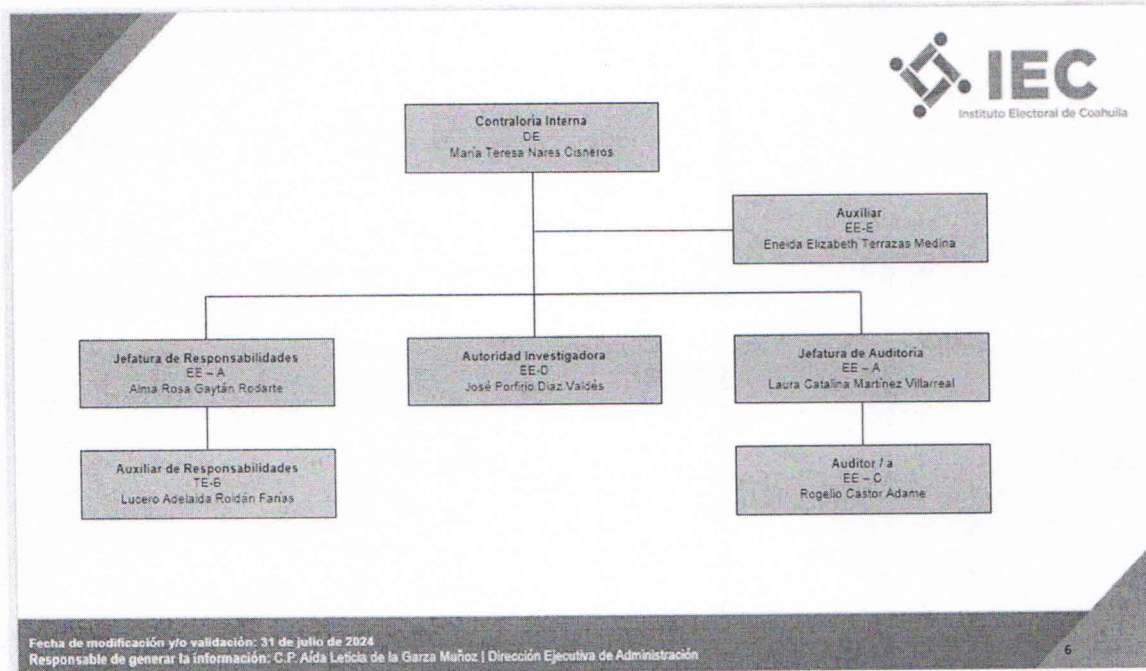 IEC
Instituto Electoral de Coahuila
Contraloría Interna
DE
María Teresa Nares Cisneros
Auxiliar
EE-E
Eneida Elizabeth Terrazas Medina
Jefatura de Responsabilidades
EE – A
Alma Rosa Gaytán Rodarte
Autoridad Investigadora
EE-D
José Porfirio Díaz Valdés
Jefatura de Auditoría
EE – A
Laura Catalina Martínez Villarreal
Auxiliar de Responsabilidades
TE-B
Lucero Adelaida Roldán Farías
Auditor / a
EE – C
Rogelio Castor Adame
Fecha de modificación y/o validación: 31 de julio de 2024
Responsable de generar la información: C.P. Aída Leticia de la Garza Muñoz | Dirección Ejecutiva de Administración
6